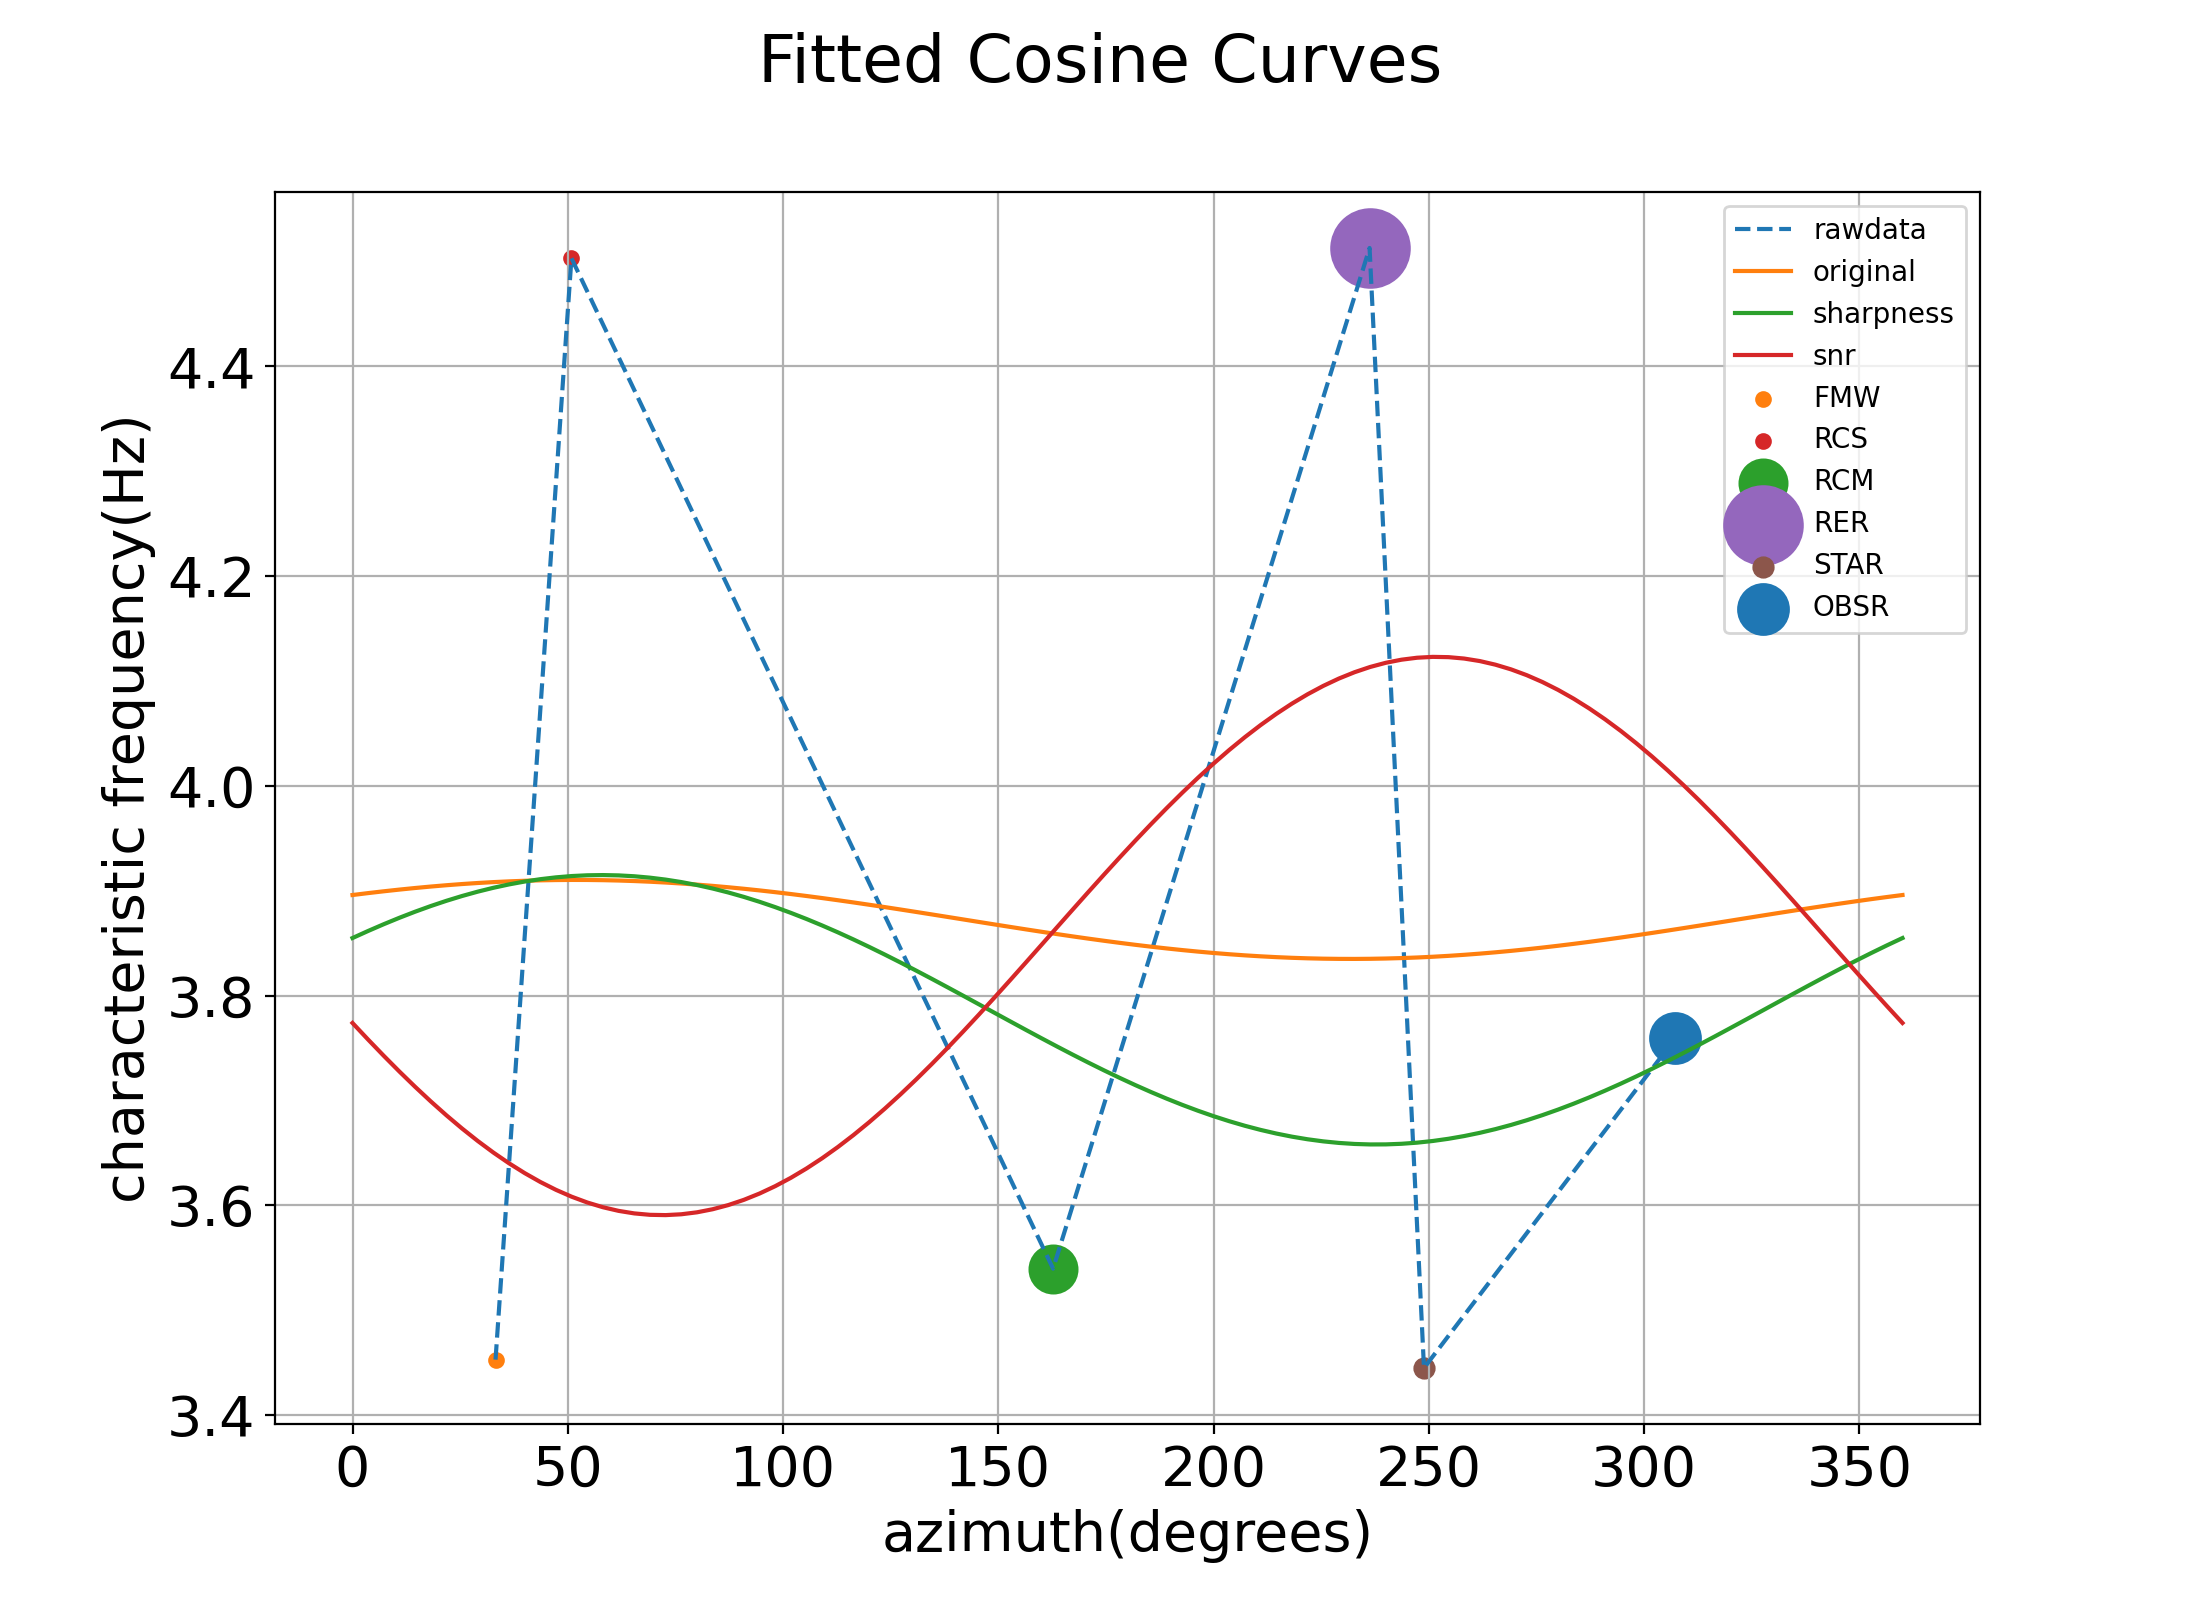 Fitted Cosine Curves
rawdata
original
sharpness
snr
FMW
RCS
RCM
RER
STAR
OBSR
characteristic frequency(Hz)
4.4
4.2
4.0
3.8
3.6
3.4
0 50 100 150 200 250 300 350
azimuth(degrees)